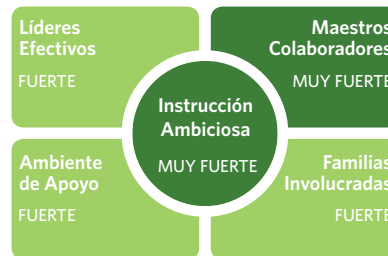 Líderes
Efectivos
FUERTE
Maestros
Colaboradores
MUY FUERTE
Instrucción
Ambiciosa
MUY FUERTE
Ambiente
de Apoyo
FUERTE
Familias
Involucradas
FUERTE